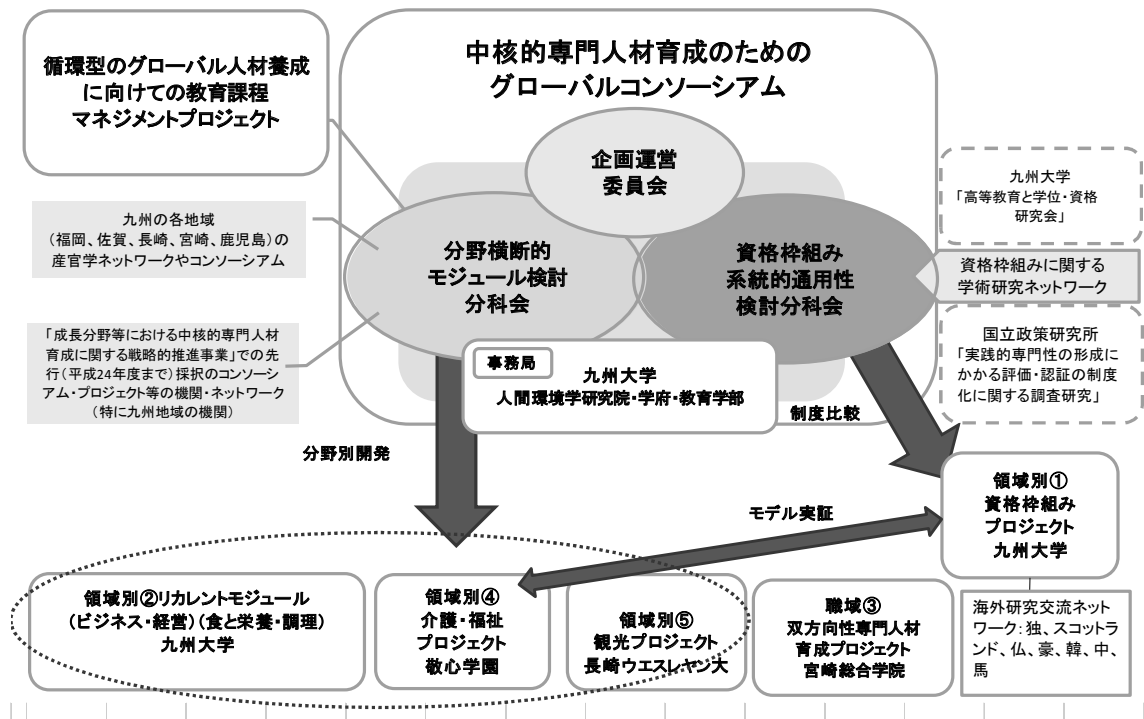 循環型のグローバル人材養成
に向けての教育課程
マネジメントプロジェクト
中核的専門人材育成のための
グローバルコンソーシアム
企画運営
委員会
九州の各地域
（福岡、佐賀、長崎、宮崎、鹿児島）の
産官学ネットワークやコンソーシアム
分野横断的
モジュール検討
分科会
資格枠組み
系統的通用性
検討分科会
九州大学
「高等教育と学位・資格
研究会」
資格枠組みに関する
学術研究ネットワーク
「成長分野等における中核的専門人材
育成に関する戦略的推進事業」での先
行（平成24年度まで）採択のコンソーシ
アム・プロジェクト等の機関・ネットワーク
（特に九州地域の機関）
事務局
九州大学
人間環境学研究院・学府・教育学部
国立政策研究所
「実践的専門性の形成に
かかる評価・認証の制度
化に関する調査研究」
制度比較
分野別開発
モデル実証
領域別①
資格枠組み
プロジェクト
九州大学
領域別②リカレントモジュール
（ビジネス・経営）（食と栄養・調理）
九州大学
領域別④
介護・福祉
プロジェクト
敬心学園
領域別⑤
観光プロジェクト
長崎ウエスレヤン大
職域③
双方向性専門人材
育成プロジェクト
宮崎総合学院
海外研究交流ネット
ワーク：独、スコットラ
ンド、仏、豪、韓、中、
馬